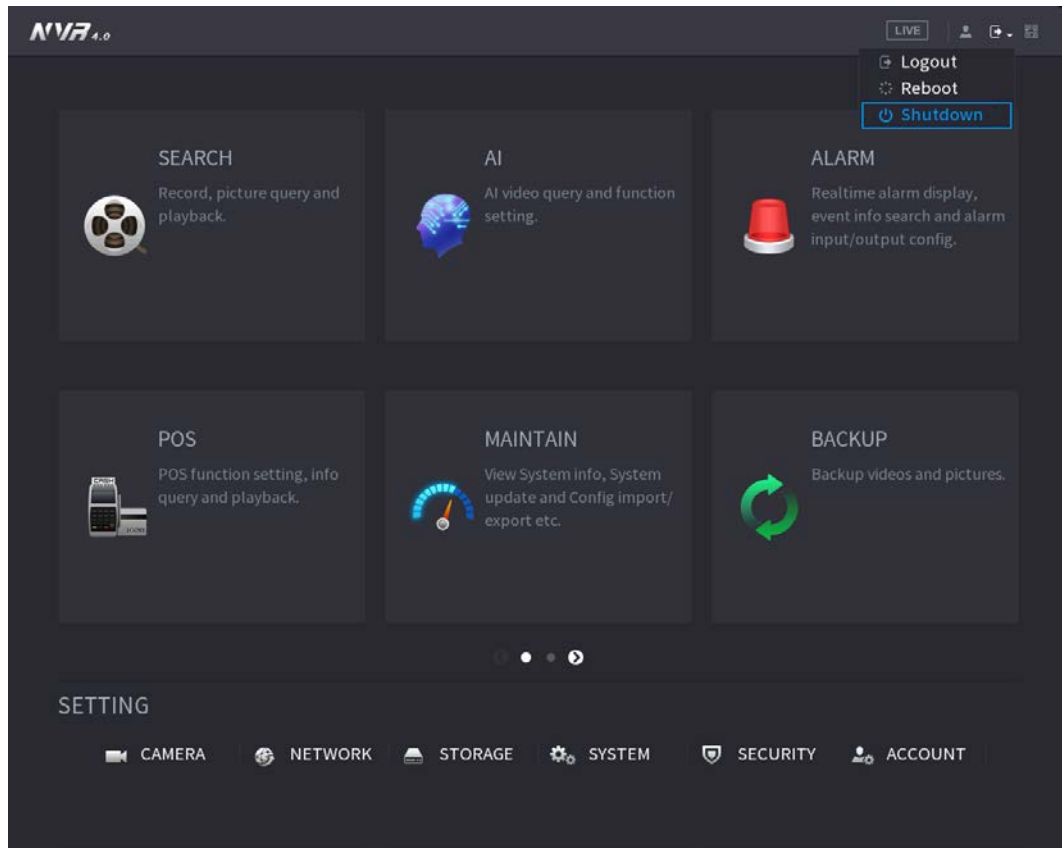 NVR 4.0
LIVE
Logout
Reboot
Shutdown
SEARCH
Record, picture query and
playback.
AI
AI video query and function
setting.
ALARM
Realtime alarm display,
event info search and alarm
input/output config.
POS
POS function setting, info
query and playback.
MAINTAIN
View System info, System
update and Config import/
export etc.
BACKUP
Backup videos and pictures.
SETTING
CAMERA
NETWORK
STORAGE
SYSTEM
SECURITY
ACCOUNT